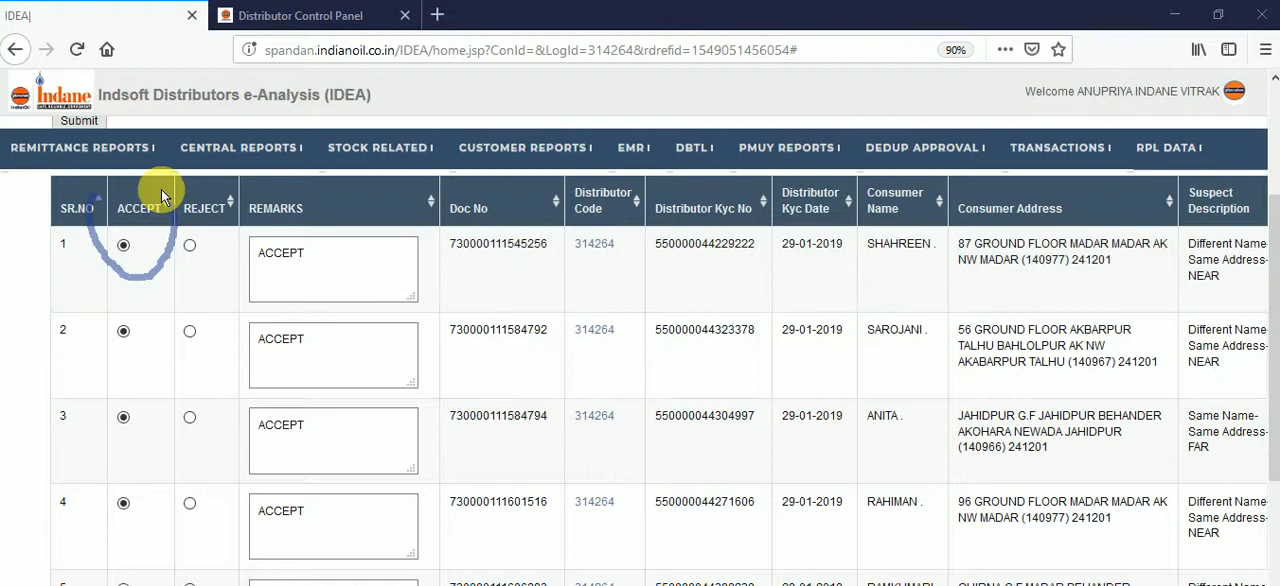 IDEA|
Distributor Control Panel
spandan.indianoil.co.in/IDEA/home.jsp?ConId=&LogId=314264&rdrefid=1549051456054#
90%
Indane
Indsoft Distributors e-Analysis (IDEA)
Welcome ANUPRIYA INDANE VITRAK
Submit
REMITTANCE REPORTS CENTRAL REPORTS STOCK RELATED CUSTOMER REPORTS EMR DBTL PMUY REPORTS DEDUP APPROVAL TRANSACTIONS RPL DATA
SR.NO ACCEPT REJECT REMARKS Doc No Distributor Code Distributor Kyc No Distributor Kyc Date Consumer Name Consumer Address Suspect Description
1 ACCEPT 730000111545256 314264 550000044229222 29-01-2019 SHAHREEN . 87 GROUND FLOOR MADAR MADAR AK Different Name-
NW MADAR (140977) 241201 Same Address-
NEAR
2 ACCEPT 730000111584792 314264 550000044323378 29-01-2019 SAROJANI . 56 GROUND FLOOR AKBARPUR Different Name-
TALHU BAHLOLPUR AK NW Same Address-
AKABARPUR TALHU (140967) 241201 NEAR
3 ACCEPT 730000111584794 314264 550000044304997 29-01-2019 ANITA . JAHIDPUR G.F JAHIDPUR BEHANDER Same Name-
AKOHARA NEWADA JAHIDPUR Same Address-
(140966) 241201 FAR
4 ACCEPT 730000111601516 314264 550000044271606 29-01-2019 RAHIMAN . 96 GROUND FLOOR MADAR MADAR AK Different Name-
NW MADAR (140977) 241201 Same Address-
NEAR